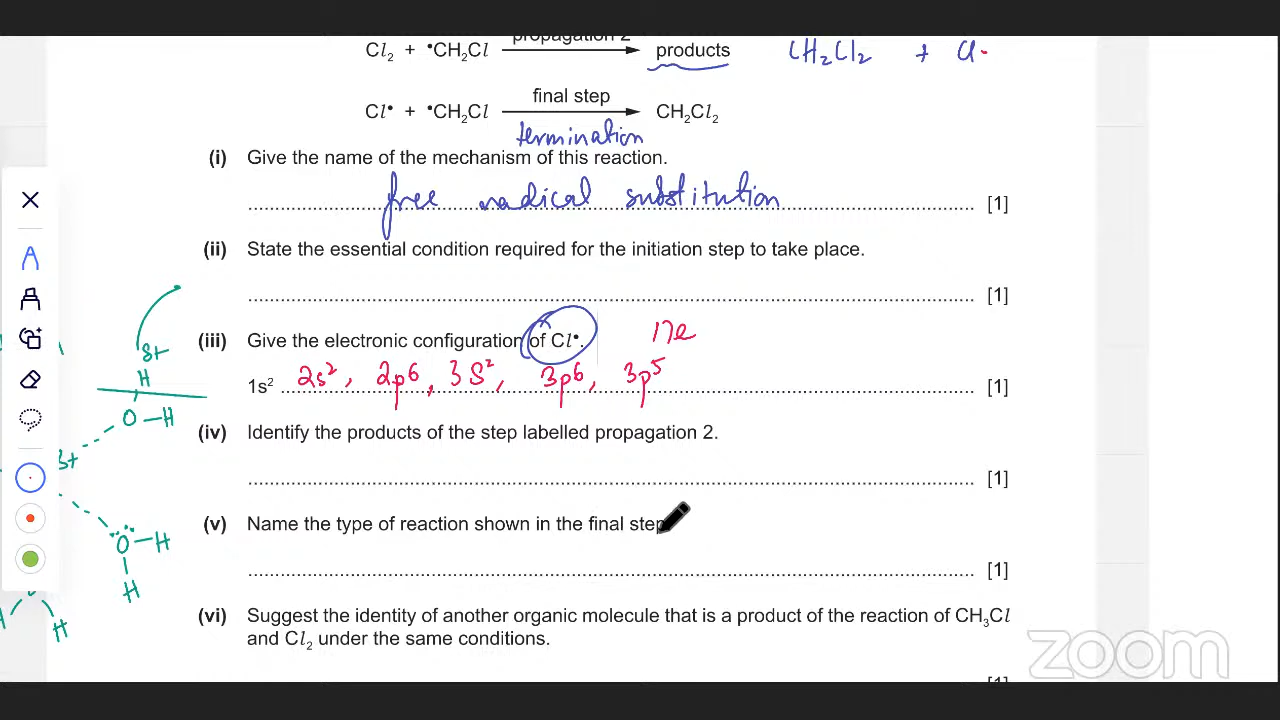 propagation 2
Cl2 + •CH2Cl → products CH2Cl2 + Cl•
final step
Cl• + •CH2Cl → CH2Cl2
termination
(i) Give the name of the mechanism of this reaction.
free radical substitution [1]
(ii) State the essential condition required for the initiation step to take place.
[1]
(iii) Give the electronic configuration of Cl•. 17e
1s² 2s², 2p6, 3s², 3p6, 3p5 [1]
(iv) Identify the products of the step labelled propagation 2.
[1]
(v) Name the type of reaction shown in the final step
[1]
(vi) Suggest the identity of another organic molecule that is a product of the reaction of CH3Cl
and Cl2 under the same conditions.
[1]
δ+
H
O—H
δ+
O—H
H
H
zoom